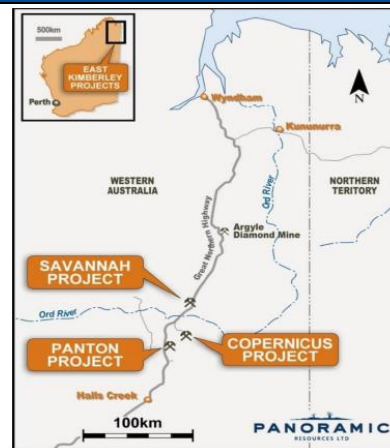 500km
EAST
KIMBERLEY
PROJECTS
Perth
N
Wyndham
Kununurra
Ord River
WESTERN
AUSTRALIA
NORTHERN
TERRITORY
Great Northern Highway
Argyle
Diamond Mine
SAVANNAH
PROJECT
Ord River
PANTON
PROJECT
COPERNICUS
PROJECT
Halls Creek
100km
PANORAMIC
RESOURCES LTD